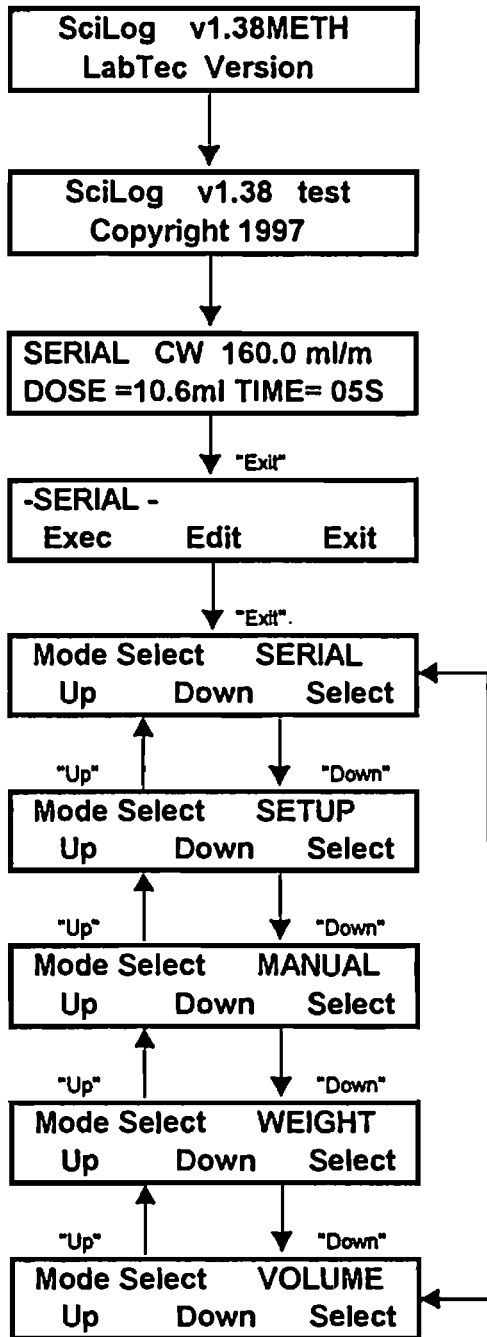 SciLog v1.38METH
LabTec Version
SciLog v1.38 test
Copyright 1997
SERIAL CW 160.0 ml/m
DOSE =10.6ml TIME= 05S
"Exit"
-SERIAL -
Exec Edit Exit
"Exit".
Mode Select SERIAL
Up Down Select
"Up" "Down"
Mode Select SETUP
Up Down Select
"Up" "Down"
Mode Select MANUAL
Up Down Select
"Up" "Down"
Mode Select WEIGHT
Up Down Select
"Up" "Down"
Mode Select VOLUME
Up Down Select